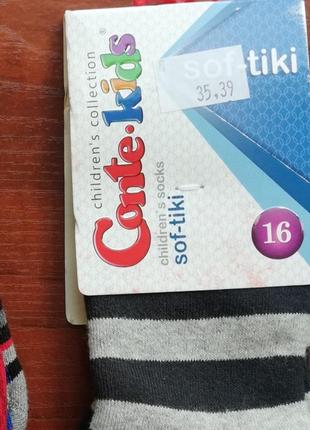 children's collection
Conte-kids®
children's socks
sof-tiki
sof-tiki
35,39
16